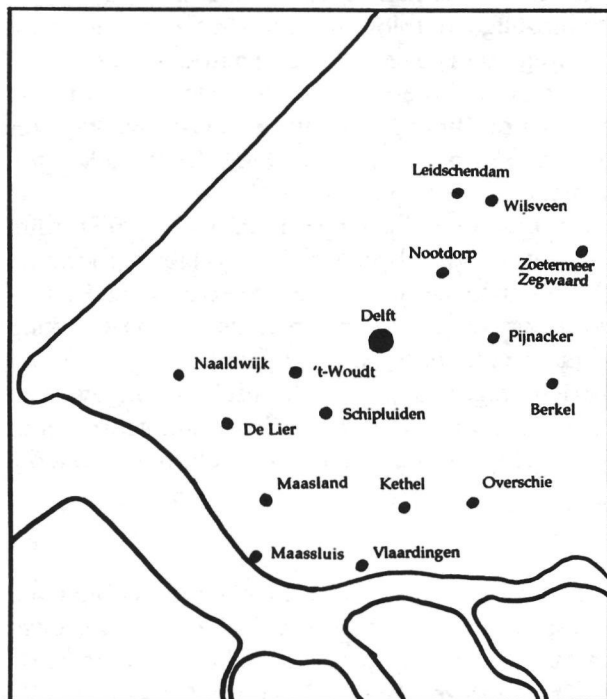 Leidschendam
Wilsveen
Nootdorp
Zoetermeer
Zegwaard
Delft
Pijnacker
Naaldwijk
't-Woudt
Berkel
Schipluiden
De Lier
Maasland
Kethel
Overschie
Maassluis
Vlaardingen